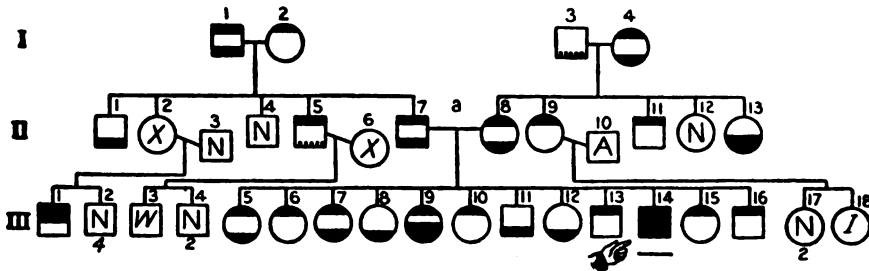 I 1 2 3 4
II 1 2 3 4 5 6 7 a 8 9 10 11 12 13
X N N X A N
III 1 2 3 4 5 6 7 8 9 10 11 12 13 14 15 16 17 18
N W N N I
4 2 2